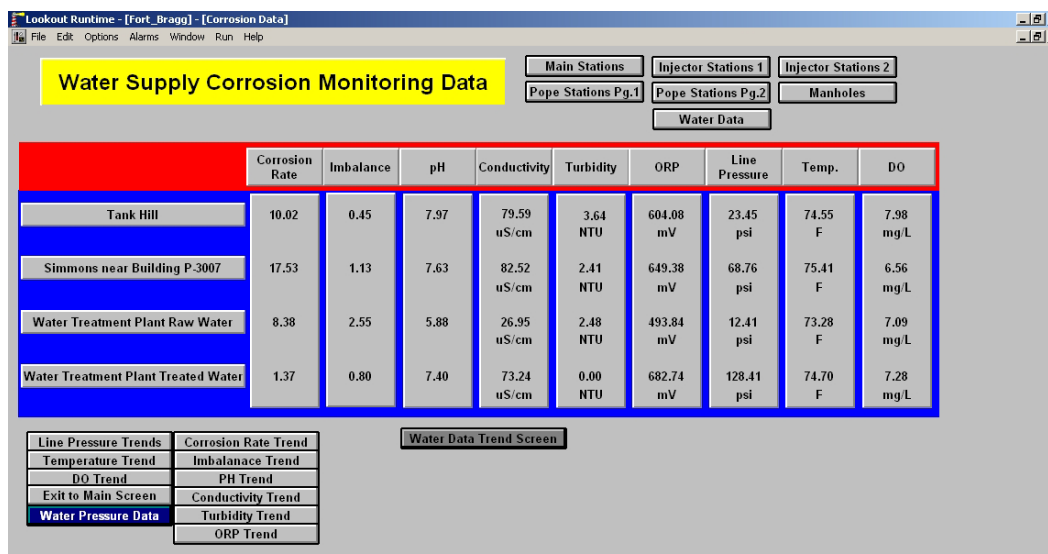 Lookout Runtime - [Fort_Bragg] - [Corrosion Data]
File Edit Options Alarms Window Run Help
Water Supply Corrosion Monitoring Data
Main Stations Injector Stations 1 Injector Stations 2
Pope Stations Pg.1 Pope Stations Pg.2 Manholes
Water Data
Corrosion Rate Imbalance pH Conductivity Turbidity ORP Line Pressure Temp. DO
Tank Hill 10.02 0.45 7.97 79.59 3.64 604.08 23.45 74.55 7.98
uS/cm NTU mV psi F mg/L
Simmons near Building P-3007 17.53 1.13 7.63 82.52 2.41 649.38 68.76 75.41 6.56
uS/cm NTU mV psi F mg/L
Water Treatment Plant Raw Water 8.38 2.55 5.88 26.95 2.48 493.84 12.41 73.28 7.09
uS/cm NTU mV psi F mg/L
Water Treatment Plant Treated Water 1.37 0.80 7.40 73.24 0.00 682.74 128.41 74.70 7.28
uS/cm NTU mV psi F mg/L
Water Data Trend Screen
Line Pressure Trends Corrosion Rate Trend
Temperature Trend Imbalanace Trend
DO Trend PH Trend
Exit to Main Screen Conductivity Trend
Water Pressure Data Turbidity Trend
ORP Trend